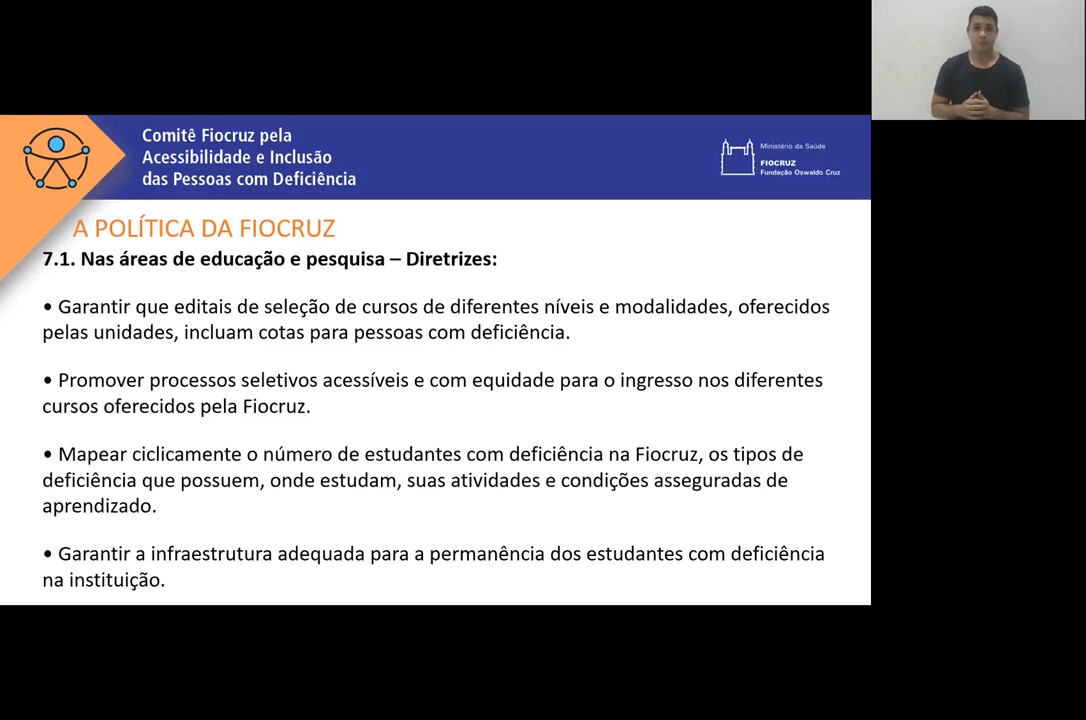 Comitê Fiocruz pela
Acessibilidade e Inclusão
das Pessoas com Deficiência
Ministério da Saúde
FIOCRUZ
Fundação Oswaldo Cruz
A POLÍTICA DA FIOCRUZ
7.1. Nas áreas de educação e pesquisa – Diretrizes:
• Garantir que editais de seleção de cursos de diferentes níveis e modalidades, oferecidos
pelas unidades, incluam cotas para pessoas com deficiência.
• Promover processos seletivos acessíveis e com equidade para o ingresso nos diferentes
cursos oferecidos pela Fiocruz.
• Mapear ciclicamente o número de estudantes com deficiência na Fiocruz, os tipos de
deficiência que possuem, onde estudam, suas atividades e condições asseguradas de
aprendizado.
• Garantir a infraestrutura adequada para a permanência dos estudantes com deficiência
na instituição.